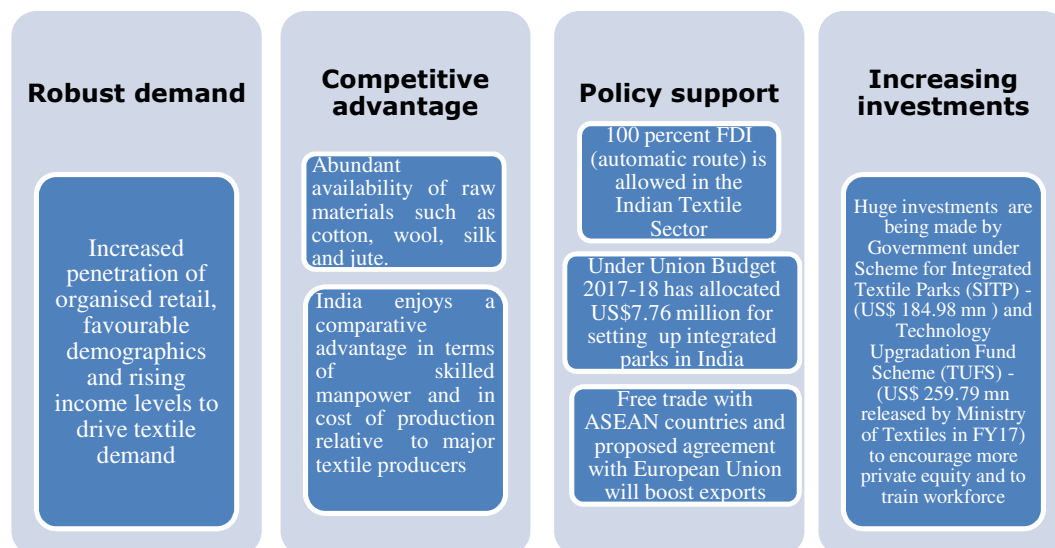 Robust demand
Increased
penetration of
organised retail,
favourable
demographics
and rising
income levels to
drive textile
demand
Competitive
advantage
Abundant
availability of raw
materials such as
cotton, wool, silk
and jute.
India enjoys a
comparative
advantage in terms
of skilled
manpower and in
cost of production
relative to major
textile producers
Policy support
100 percent FDI
(automatic route) is
allowed in the
Indian Textile
Sector
Under Union Budget
2017-18 has allocated
US$7.76 million for
setting up integrated
parks in India
Free trade with
ASEAN countries and
proposed agreement
with European Union
will boost exports
Increasing
investments
Huge investments are
being made by
Government under
Scheme for Integrated
Textile Parks (SITP) -
(US$ 184.98 mn ) and
Technology
Upgradation Fund
Scheme (TUFS) -
(US$ 259.79 mn
released by Ministry
of Textiles in FY17)
to encourage more
private equity and to
train workforce